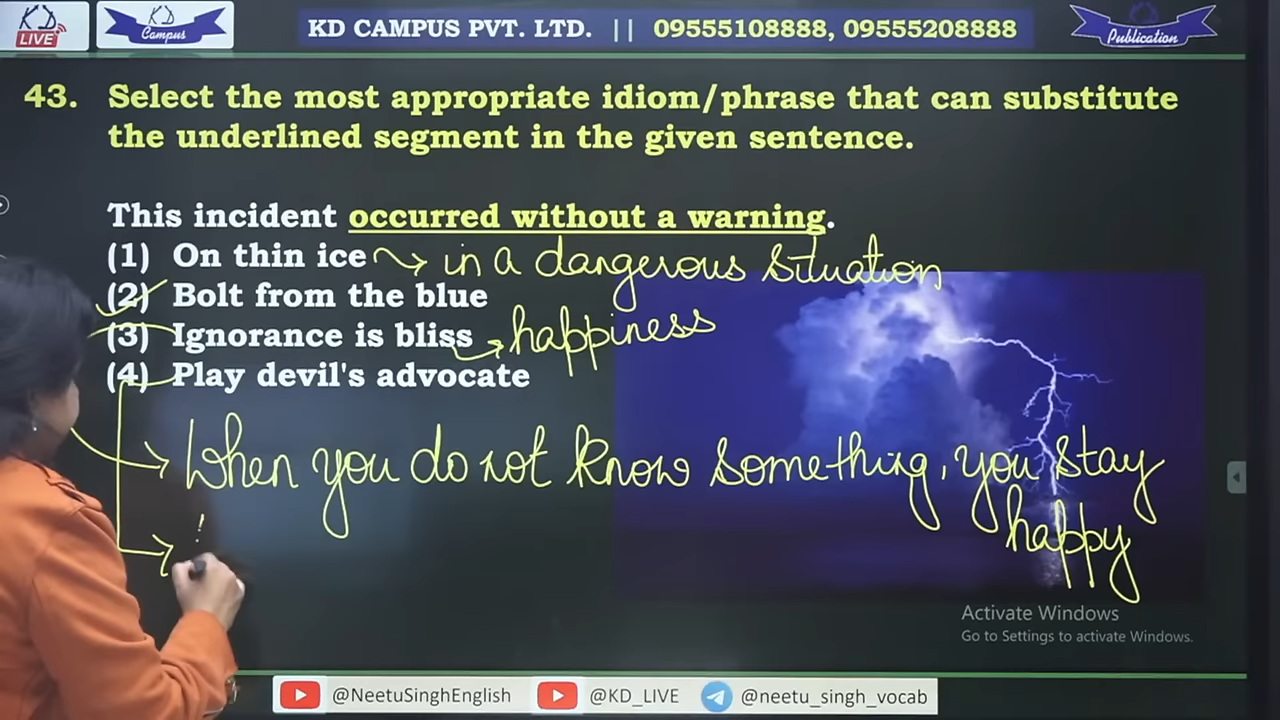 KD
LIVE
KD
Campus
KD CAMPUS PVT. LTD. || 09555108888, 09555208888
Publication
43. Select the most appropriate idiom/phrase that can substitute
the underlined segment in the given sentence.
This incident occurred without a warning.
(1) On thin ice → in a dangerous situation
(2) Bolt from the blue
(3) Ignorance is bliss → happiness
(4) Play devil's advocate
When you do not know something, you stay
happy
Activate Windows
Go to Settings to activate Windows.
@NeetuSinghEnglish @KD_LIVE @neetu_singh_vocab